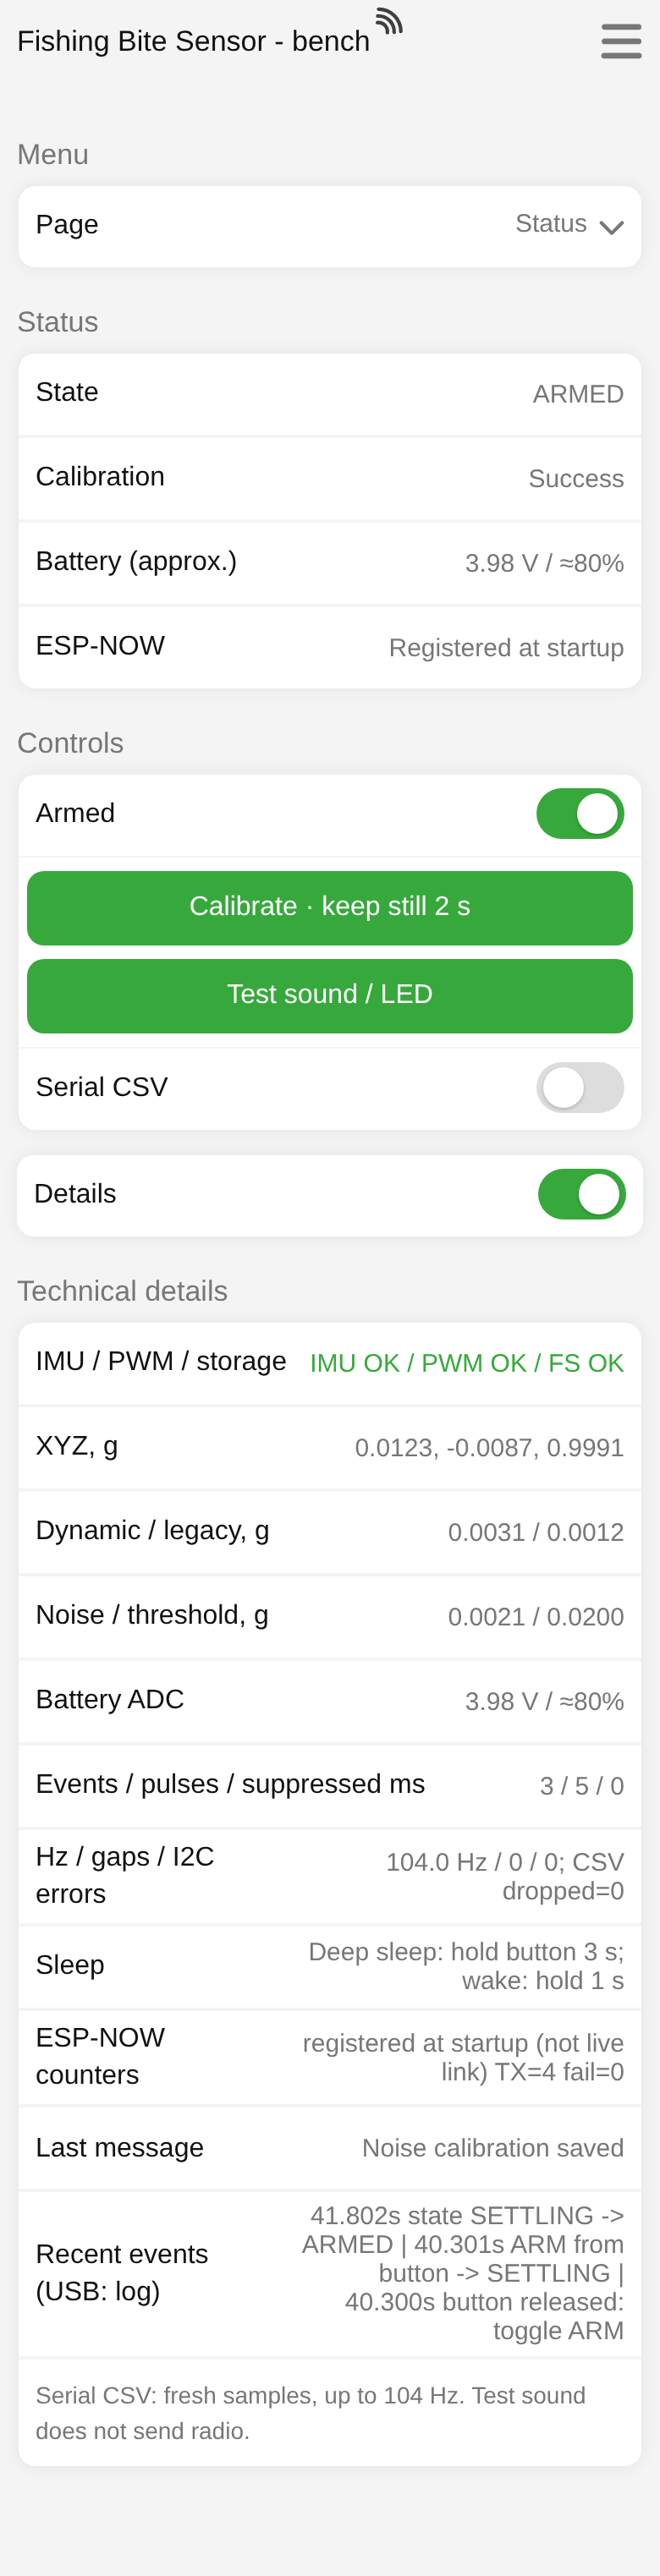 Fishing Bite Sensor - bench
Menu
Page Status
Status
State ARMED
Calibration Success
Battery (approx.) 3.98 V / ≈80%
ESP-NOW Registered at startup
Controls
Armed
Calibrate · keep still 2 s
Test sound / LED
Serial CSV
Details
Technical details
IMU / PWM / storage IMU OK / PWM OK / FS OK
XYZ, g 0.0123, -0.0087, 0.9991
Dynamic / legacy, g 0.0031 / 0.0012
Noise / threshold, g 0.0021 / 0.0200
Battery ADC 3.98 V / ≈80%
Events / pulses / suppressed ms 3 / 5 / 0
Hz / gaps / I2C
errors
104.0 Hz / 0 / 0; CSV
dropped=0
Sleep
Deep sleep: hold button 3 s;
wake: hold 1 s
ESP-NOW
counters
registered at startup (not live
link) TX=4 fail=0
Last message Noise calibration saved
Recent events
(USB: log)
41.802s state SETTLING ->
ARMED | 40.301s ARM from
button -> SETTLING |
40.300s button released:
toggle ARM
Serial CSV: fresh samples, up to 104 Hz. Test sound
does not send radio.